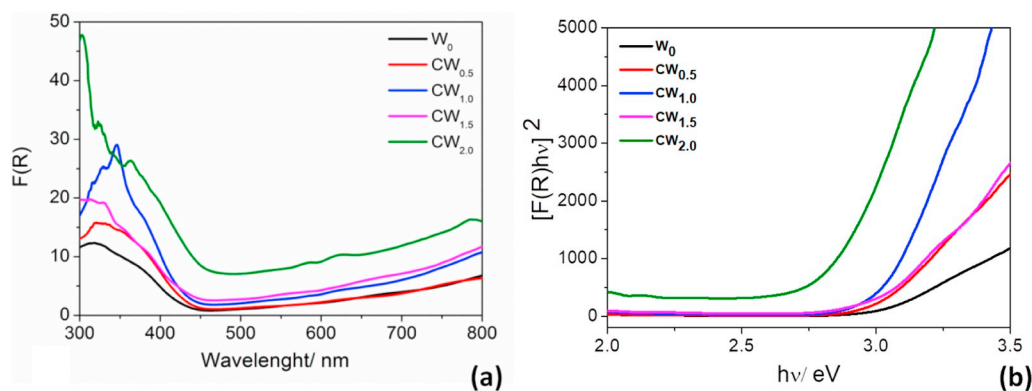 50
40
30
20
10
0
F(R)
W0
CW0.5
CW1.0
CW1.5
CW2.0
300 400 500 600 700 800
Wavelenght/ nm
(a)
5000
4000
3000
2000
1000
0
[F(R)hν]²
W0
CW0.5
CW1.0
CW1.5
CW2.0
2.0 2.5 3.0 3.5
hν/ eV
(b)